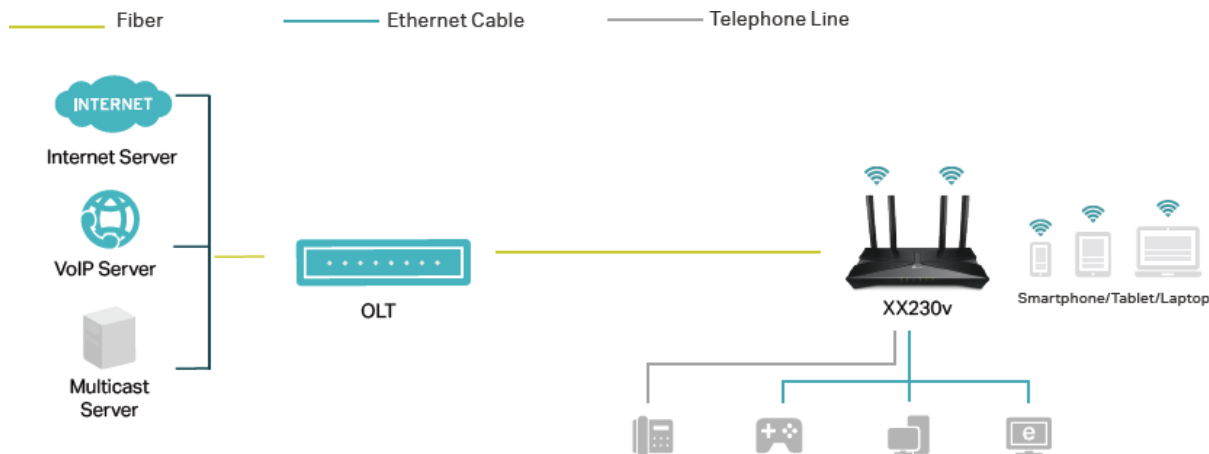 Fiber
Ethernet Cable
Telephone Line
INTERNET
Internet Server
VoIP Server
Multicast
Server
OLT
XX230v
Smartphone/Tablet/Laptop
e